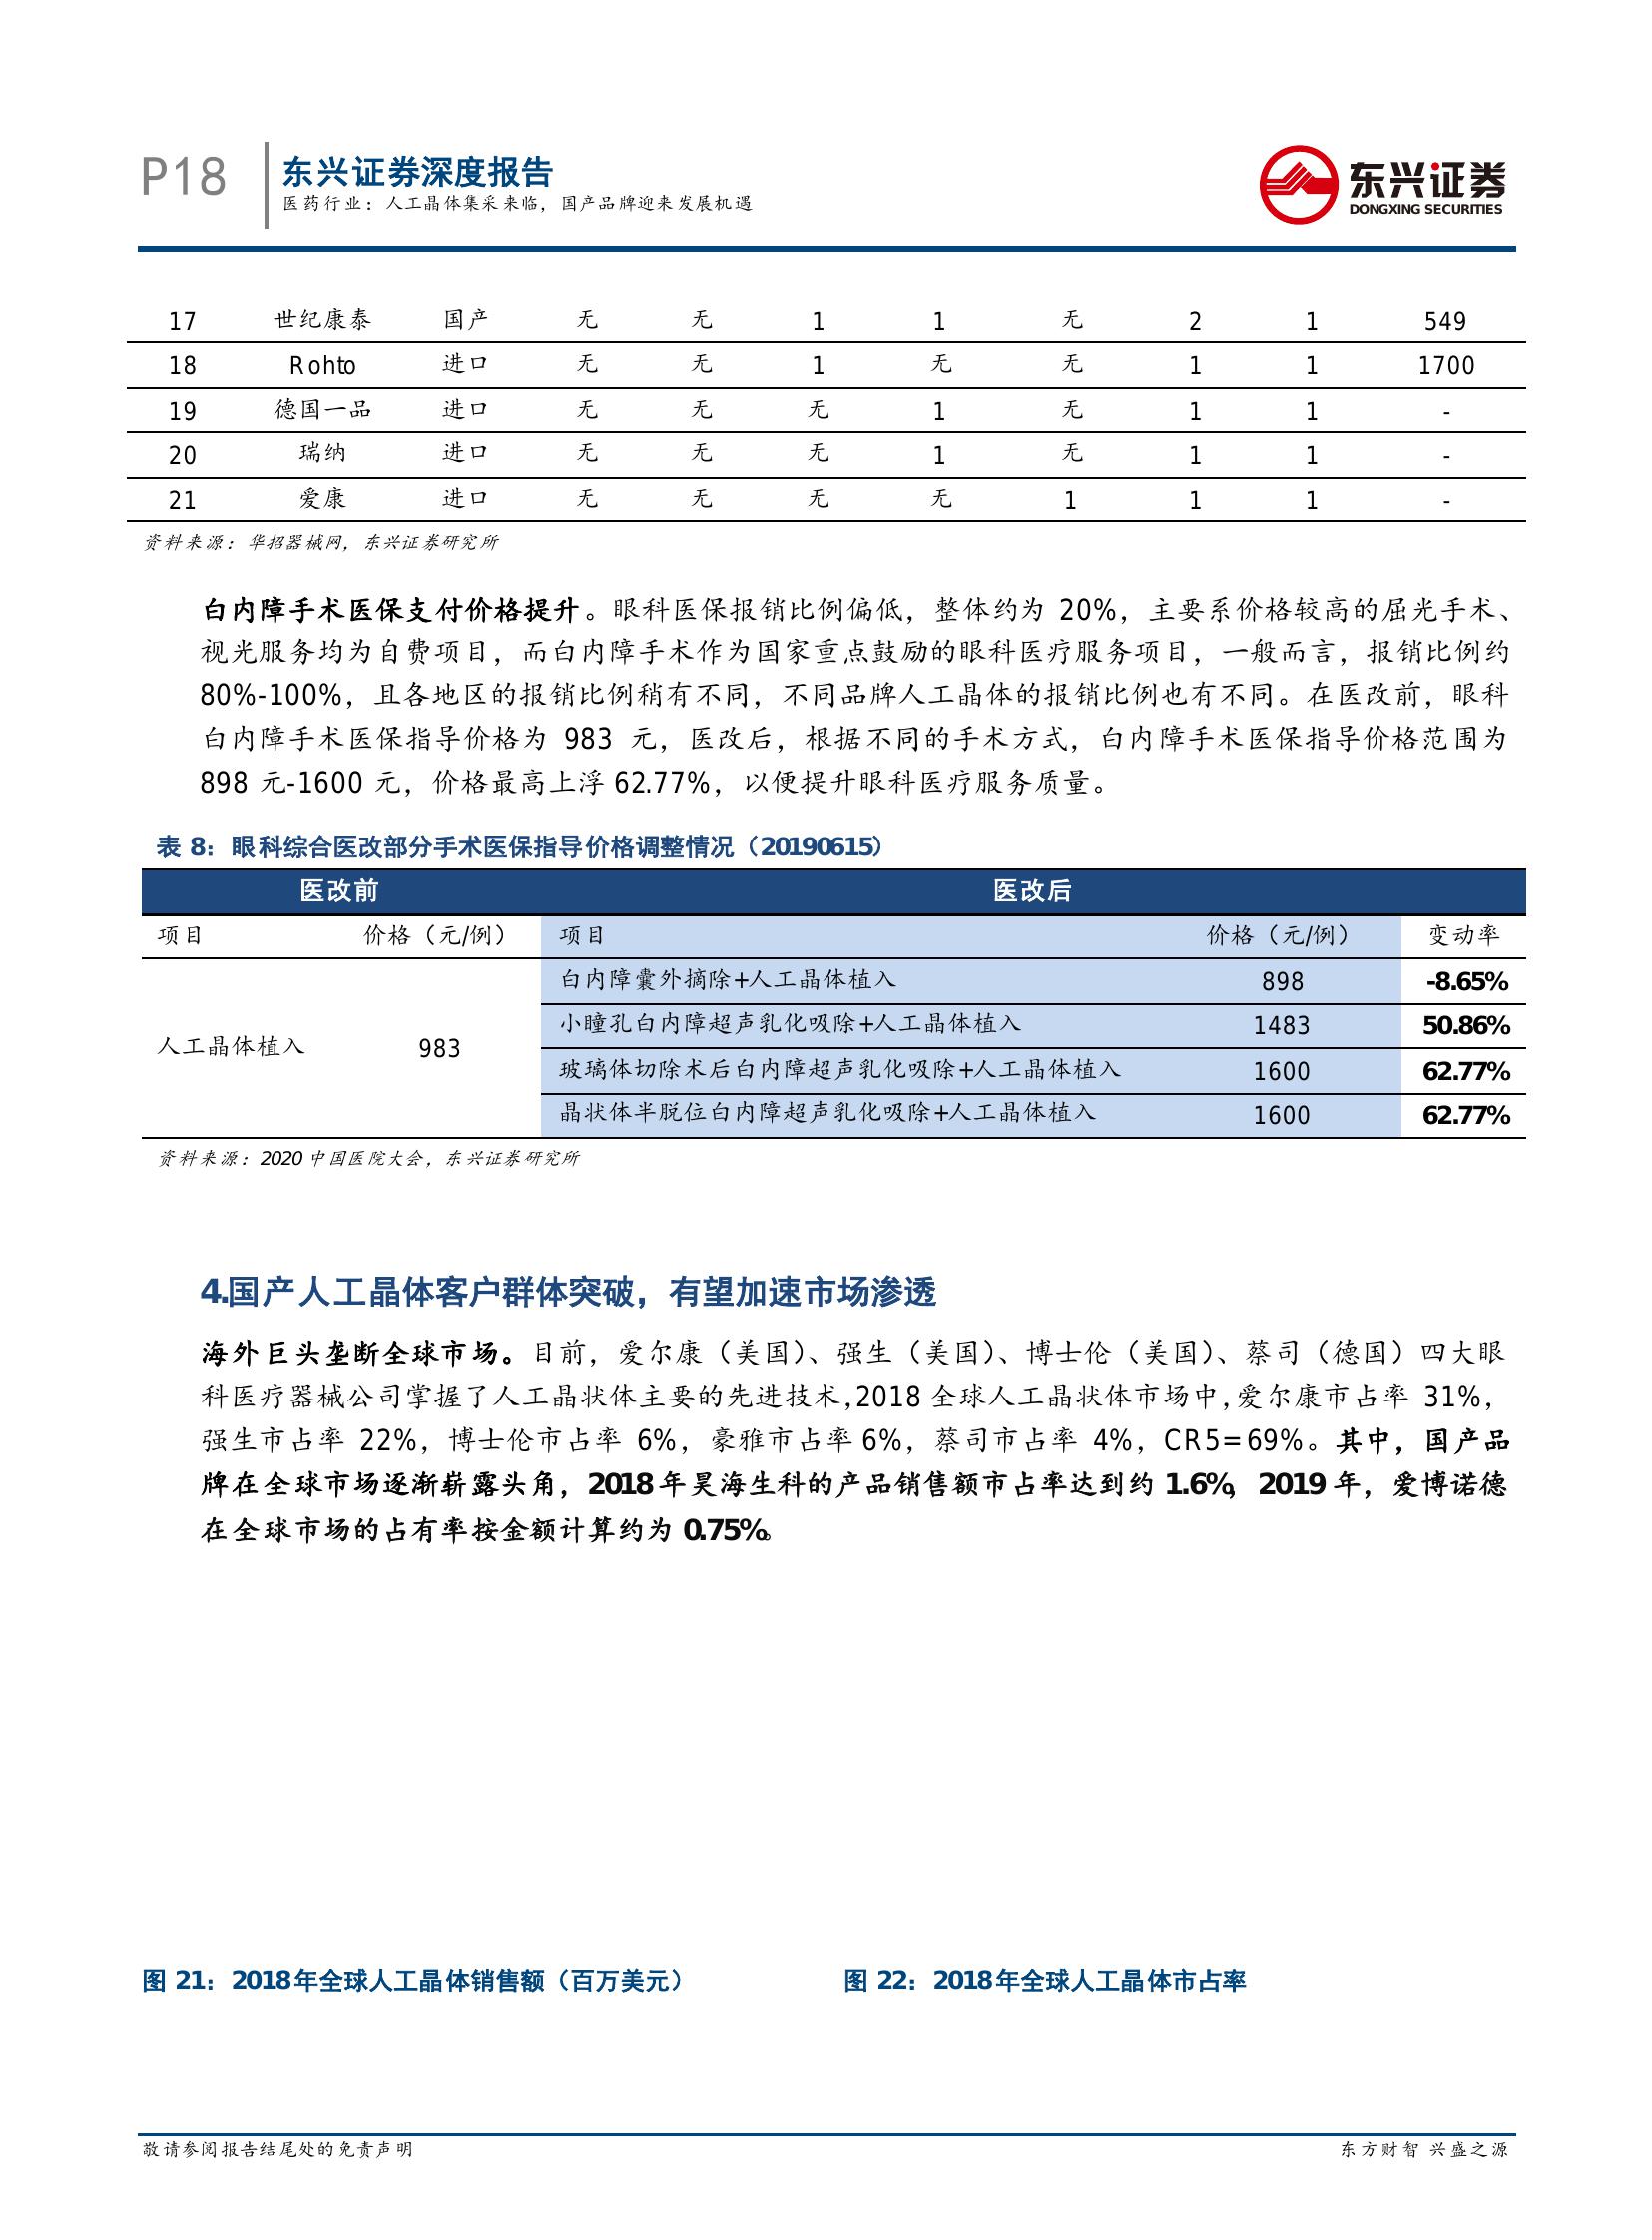 P18
东兴证券深度报告
医药行业：人工晶体集采来临，国产品牌迎来发展机遇
东兴证券
DONGXING SECURITIES
17 世纪康泰 国产 无 无 1 1 无 2 1 549
18 Rohto 进口 无 无 1 无 无 1 1 1700
19 德国一品 进口 无 无 无 1 无 1 1 -
20 瑞纳 进口 无 无 无 1 无 1 1 -
21 爱康 进口 无 无 无 无 1 1 1 -
资料来源：华招器械网，东兴证券研究所
白内障手术医保支付价格提升。眼科医保报销比例偏低，整体约为 20%，主要系价格较高的屈光手术、
视光服务均为自费项目，而白内障手术作为国家重点鼓励的眼科医疗服务项目，一般而言，报销比例约
80%-100%，且各地区的报销比例稍有不同，不同品牌人工晶体的报销比例也有不同。在医改前，眼科
白内障手术医保指导价格为 983 元，医改后，根据不同的手术方式，白内障手术医保指导价格范围为
898 元-1600 元，价格最高上浮 62.77%，以便提升眼科医疗服务质量。
表 8：眼科综合医改部分手术医保指导价格调整情况（20190615）
医改前 医改后
项目 价格（元/例） 项目 价格（元/例） 变动率
白内障囊外摘除+人工晶体植入 898 -8.65%
小瞳孔白内障超声乳化吸除+人工晶体植入 1483 50.86%
人工晶体植入 983
玻璃体切除术后白内障超声乳化吸除+人工晶体植入 1600 62.77%
晶状体半脱位白内障超声乳化吸除+人工晶体植入 1600 62.77%
资料来源：2020 中国医院大会，东兴证券研究所
4.国产人工晶体客户群体突破，有望加速市场渗透
海外巨头垄断全球市场。目前，爱尔康（美国）、强生（美国）、博士伦（美国）、蔡司（德国）四大眼
科医疗器械公司掌握了人工晶状体主要的先进技术，2018 全球人工晶状体市场中，爱尔康市占率 31%，
强生市占率 22%，博士伦市占率 6%，豪雅市占率 6%，蔡司市占率 4%，CR5=69%。其中，国产品
牌在全球市场逐渐崭露头角，2018 年昊海生科的产品销售额市占率达到约 1.6%，2019 年，爱博诺德
在全球市场的占有率按金额计算约为 0.75%。
图 21：2018 年全球人工晶体销售额（百万美元） 图 22：2018 年全球人工晶体市占率
敬请参阅报告结尾处的免责声明 东方财智 兴盛之源